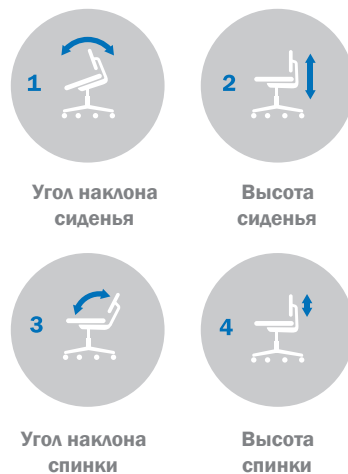 1
2
Угол наклона
сиденья
Высота
сиденья
3
4
Угол наклона
спинки
Высота
спинки